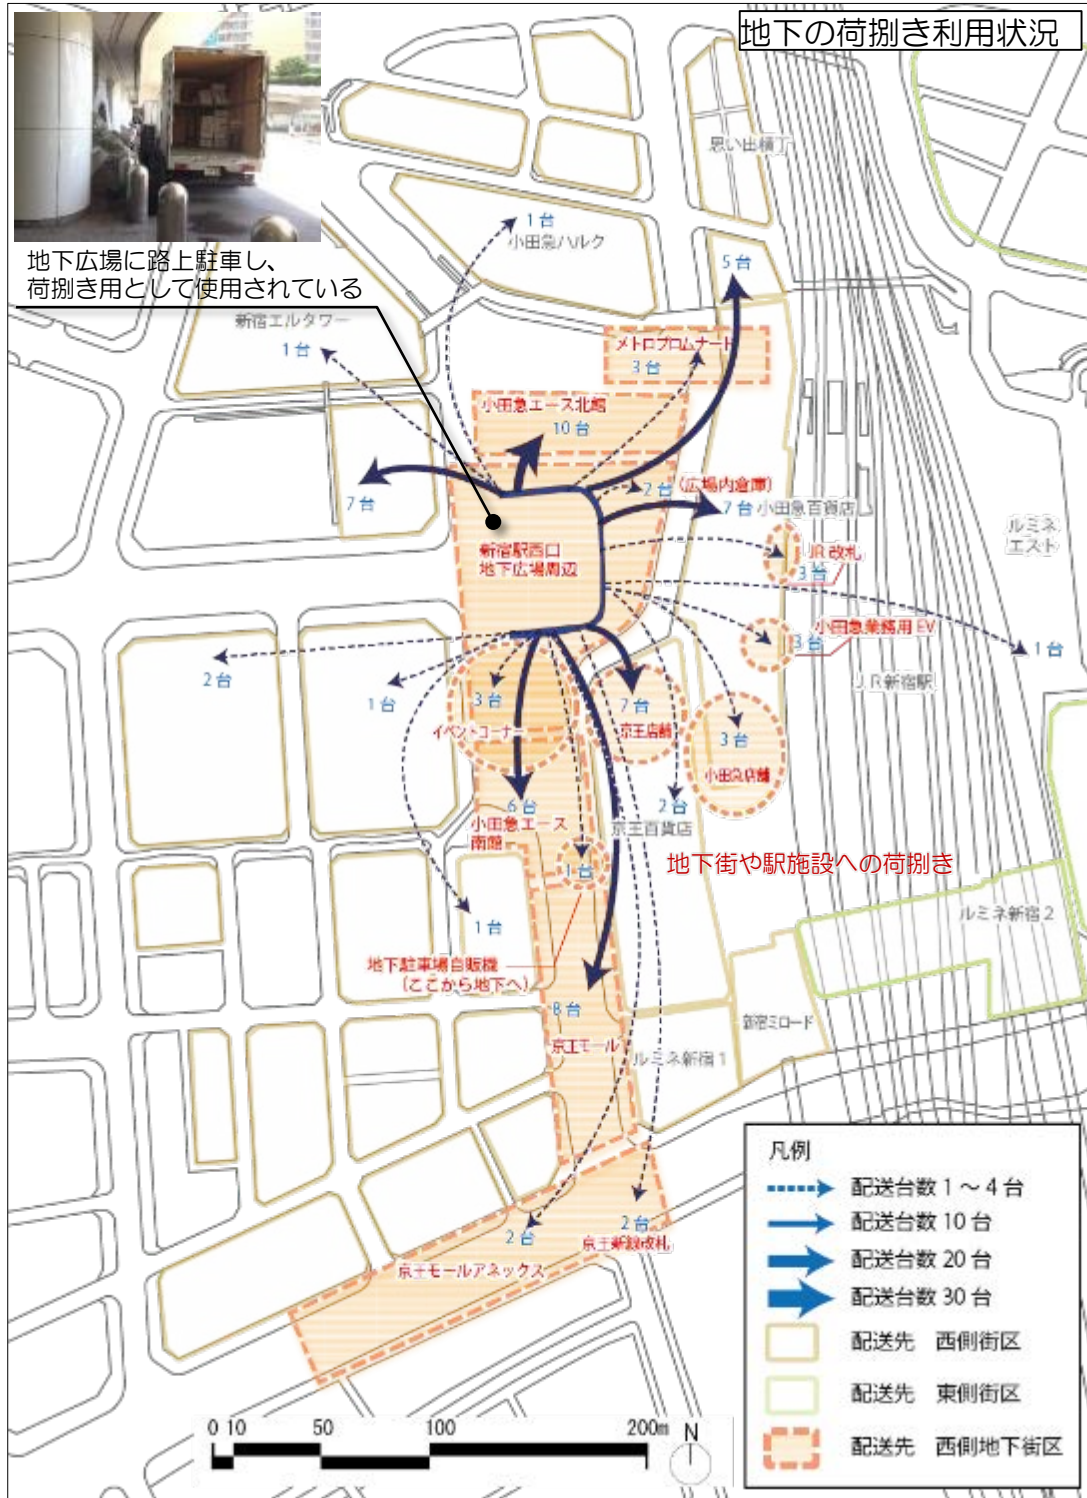 地下の荷捌き利用状況
地下広場に路上駐車し、
荷捌き用として使用されている
思い出横丁
1台
小田急ハルク
5台
新宿エルタワー
1台
メトロプロムナード
3台
小田急エース北館
10台
7台
2台
(広場内倉庫)
7台
小田急百貨店
ルミネ
エスト
新宿駅西口
地下広場周辺
JR改札
3台
小田急業務用EV
3台
1台
JR新宿駅
2台
1台
3台
イベントコーナー
7台
京王店舗
3台
小田急店舗
6台
小田急エース
南館
2台
京王百貨店
地下街や駅施設への荷捌き
1台
1台
ルミネ新宿2
地下駐車場自販機
(ここから地下へ)
8台
京王モール
新宿ミロード
ルミネ新宿1
2台
2台
京王新線改札
京王モールアネックス
凡例
配送台数1〜4台
配送台数10台
配送台数20台
配送台数30台
配送先 西側街区
配送先 東側街区
配送先 西側地下街区
0 10 50 100 200m
N